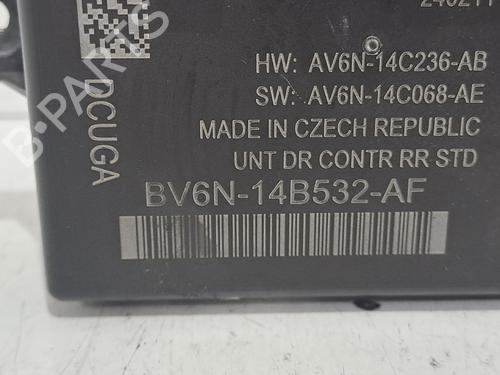 HW: AV6N-14C236-AB
SW: AV6N-14C068-AE
MADE IN CZECH REPUBLIC
UNT DR CONTR RR STD
BV6N-14B532-AF
DCUGA
B-PARTS